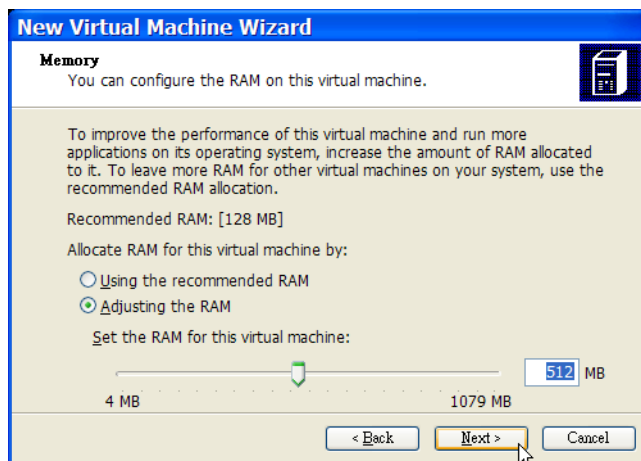 New Virtual Machine Wizard
Memory
You can configure the RAM on this virtual machine.
To improve the performance of this virtual machine and run more
applications on its operating system, increase the amount of RAM allocated
to it. To leave more RAM for other virtual machines on your system, use the
recommended RAM allocation.
Recommended RAM: [128 MB]
Allocate RAM for this virtual machine by:
Using the recommended RAM
Adjusting the RAM
Set the RAM for this virtual machine:
512 MB
4 MB 1079 MB
< Back Next > Cancel